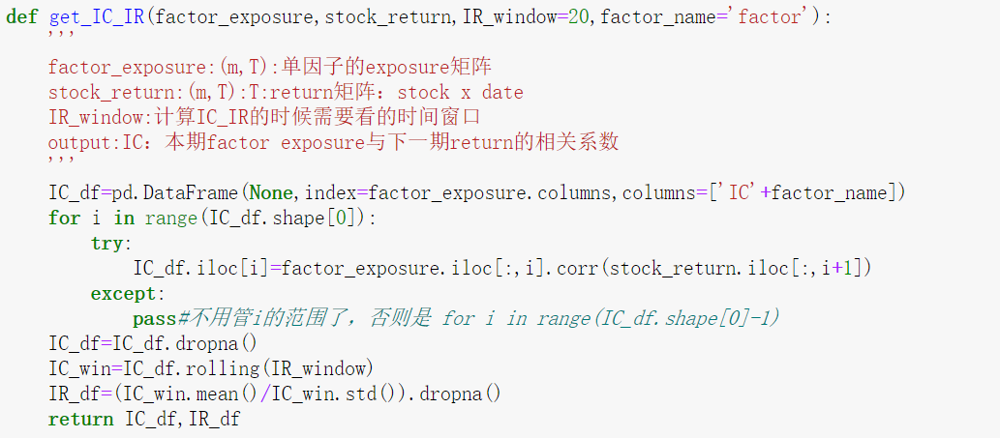 def get_IC_IR(factor_exposure,stock_return,IR_window=20,factor_name='factor'):
    '''
    factor_exposure:(m,T):单因子的exposure矩阵
    stock_return:(m,T):T:return矩阵：stock x date
    IR_window:计算IC_IR的时候需要看的时间窗口
    output:IC：本期factor exposure与下一期return的相关系数
    '''
    IC_df=pd.DataFrame(None,index=factor_exposure.columns,columns=['IC'+factor_name])
    for i in range(IC_df.shape[0]):
        try:
            IC_df.iloc[i]=factor_exposure.iloc[:,i].corr(stock_return.iloc[:,i+1])
        except:
            pass#不用管i的范围了，否则是 for i in range(IC_df.shape[0]-1)
    IC_df=IC_df.dropna()
    IC_win=IC_df.rolling(IR_window)
    IR_df=(IC_win.mean()/IC_win.std()).dropna()
    return IC_df,IR_df